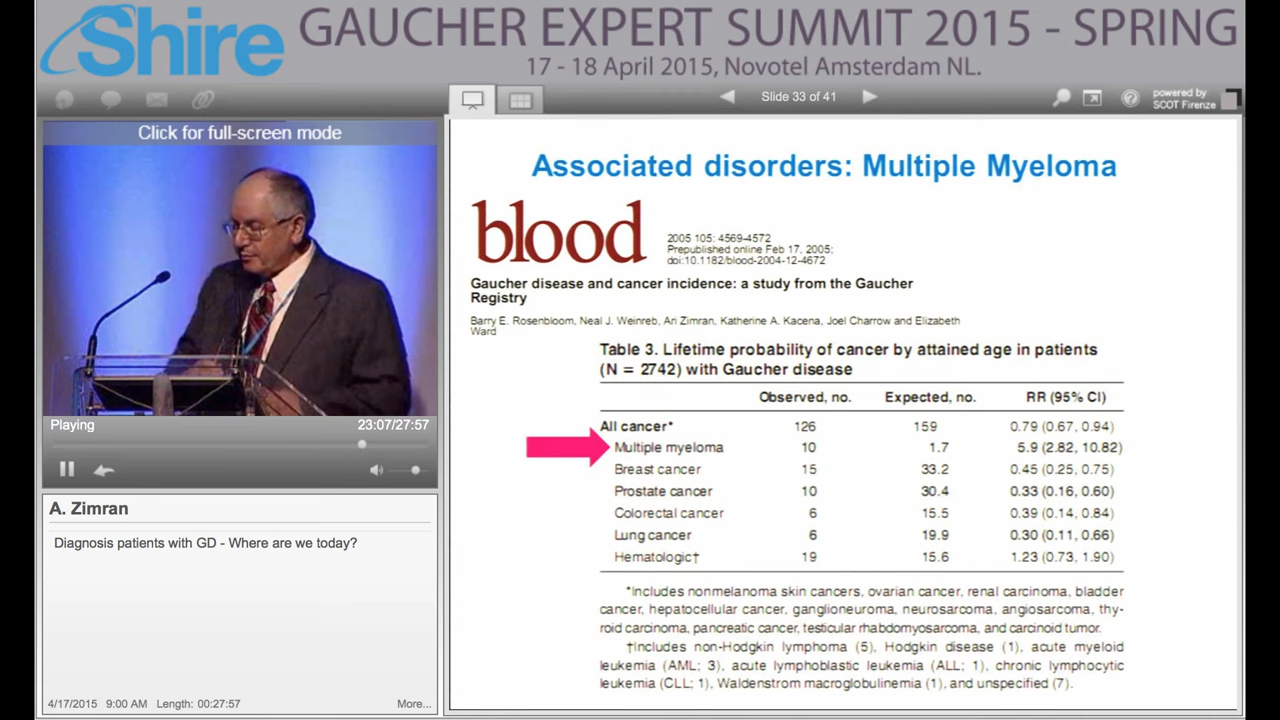 Shire
GAUCHER EXPERT SUMMIT 2015 - SPRING
17 - 18 April 2015, Novotel Amsterdam NL.
Slide 33 of 41
powered by
SCOT Firenze
Click for full-screen mode
Playing
23:07/27:57
A. Zimran
Diagnosis patients with GD - Where are we today?
4/17/2015 9:00 AM Length: 00:27:57
More...
Associated disorders: Multiple Myeloma
blood
2005 105: 4569-4572
Prepublished online Feb 17, 2005;
doi:10.1182/blood-2004-12-4672
Gaucher disease and cancer incidence: a study from the Gaucher
Registry
Barry E. Rosenbloom, Neal J. Weinreb, Ari Zimran, Katherine A. Kacena, Joel Charrow and Elizabeth
Ward
Table 3. Lifetime probability of cancer by attained age in patients
(N = 2742) with Gaucher disease
Observed, no. Expected, no. RR (95% CI)
All cancer* 126 159 0.79 (0.67, 0.94)
Multiple myeloma 10 1.7 5.9 (2.82, 10.82)
Breast cancer 15 33.2 0.45 (0.25, 0.75)
Prostate cancer 10 30.4 0.33 (0.16, 0.60)
Colorectal cancer 6 15.5 0.39 (0.14, 0.84)
Lung cancer 6 19.9 0.30 (0.11, 0.66)
Hematologic† 19 15.6 1.23 (0.73, 1.90)
*Includes nonmelanoma skin cancers, ovarian cancer, renal carcinoma, bladder
cancer, hepatocellular cancer, ganglioneuroma, neurosarcoma, angiosarcoma, thy-
roid carcinoma, pancreatic cancer, testicular rhabdomyosarcoma, and carcinoid tumor.
†Includes non-Hodgkin lymphoma (5), Hodgkin disease (1), acute myeloid
leukemia (AML; 3), acute lymphoblastic leukemia (ALL; 1), chronic lymphocytic
leukemia (CLL; 1), Waldenstrom macroglobulinemia (1), and unspecified (7).